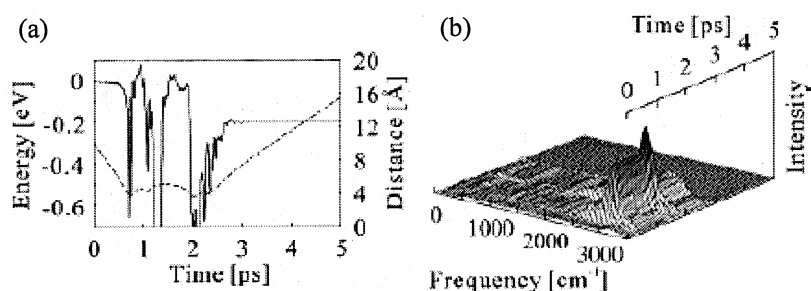 (a)
Energy [eV]
0
-0.2
-0.4
-0.6
20
16
12
8
4
0
Distance [Å]
0 1 2 3 4 5
Time [ps]
(b)
Time [ps]
0 1 2 3 4 5
Intensity
0 1000 2000 3000
Frequency [cm⁻¹]